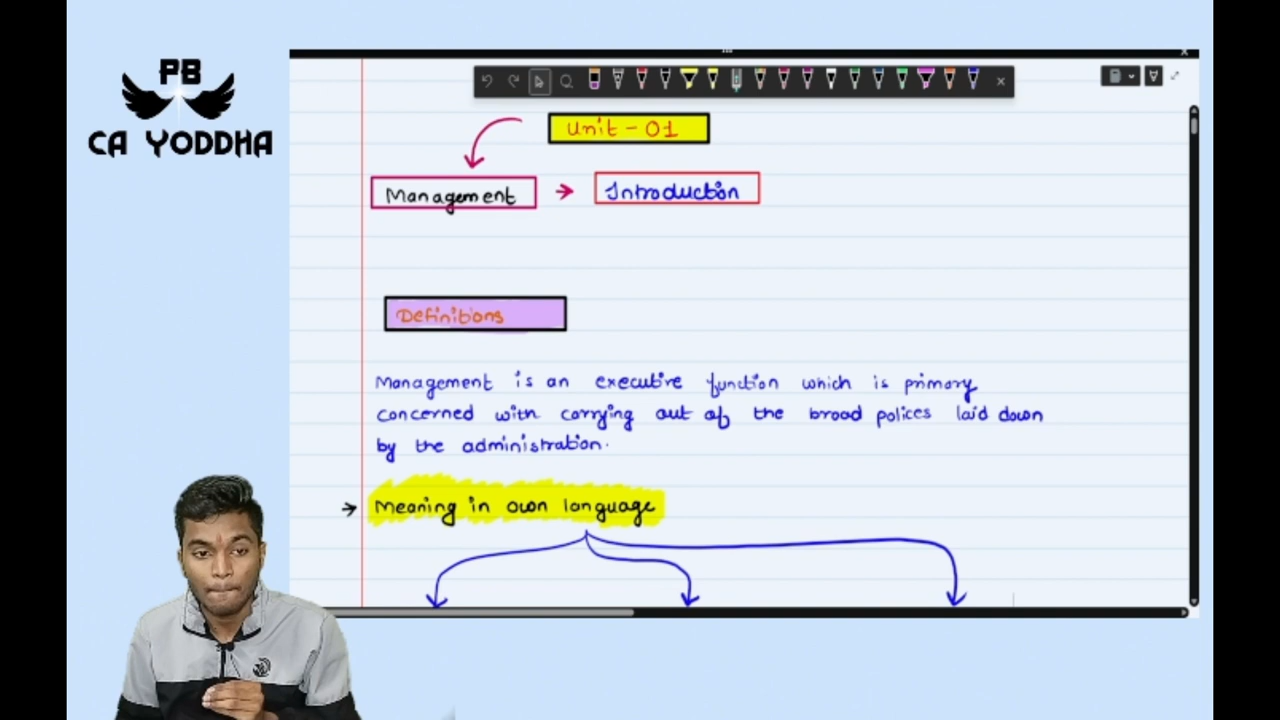 PB
CA YODDHA
Unit - 01
Management → Introduction
Definitions
Management is an executive function which is primary
concerned with carrying out of the broad polices laid down
by the administration.
→ Meaning in own language